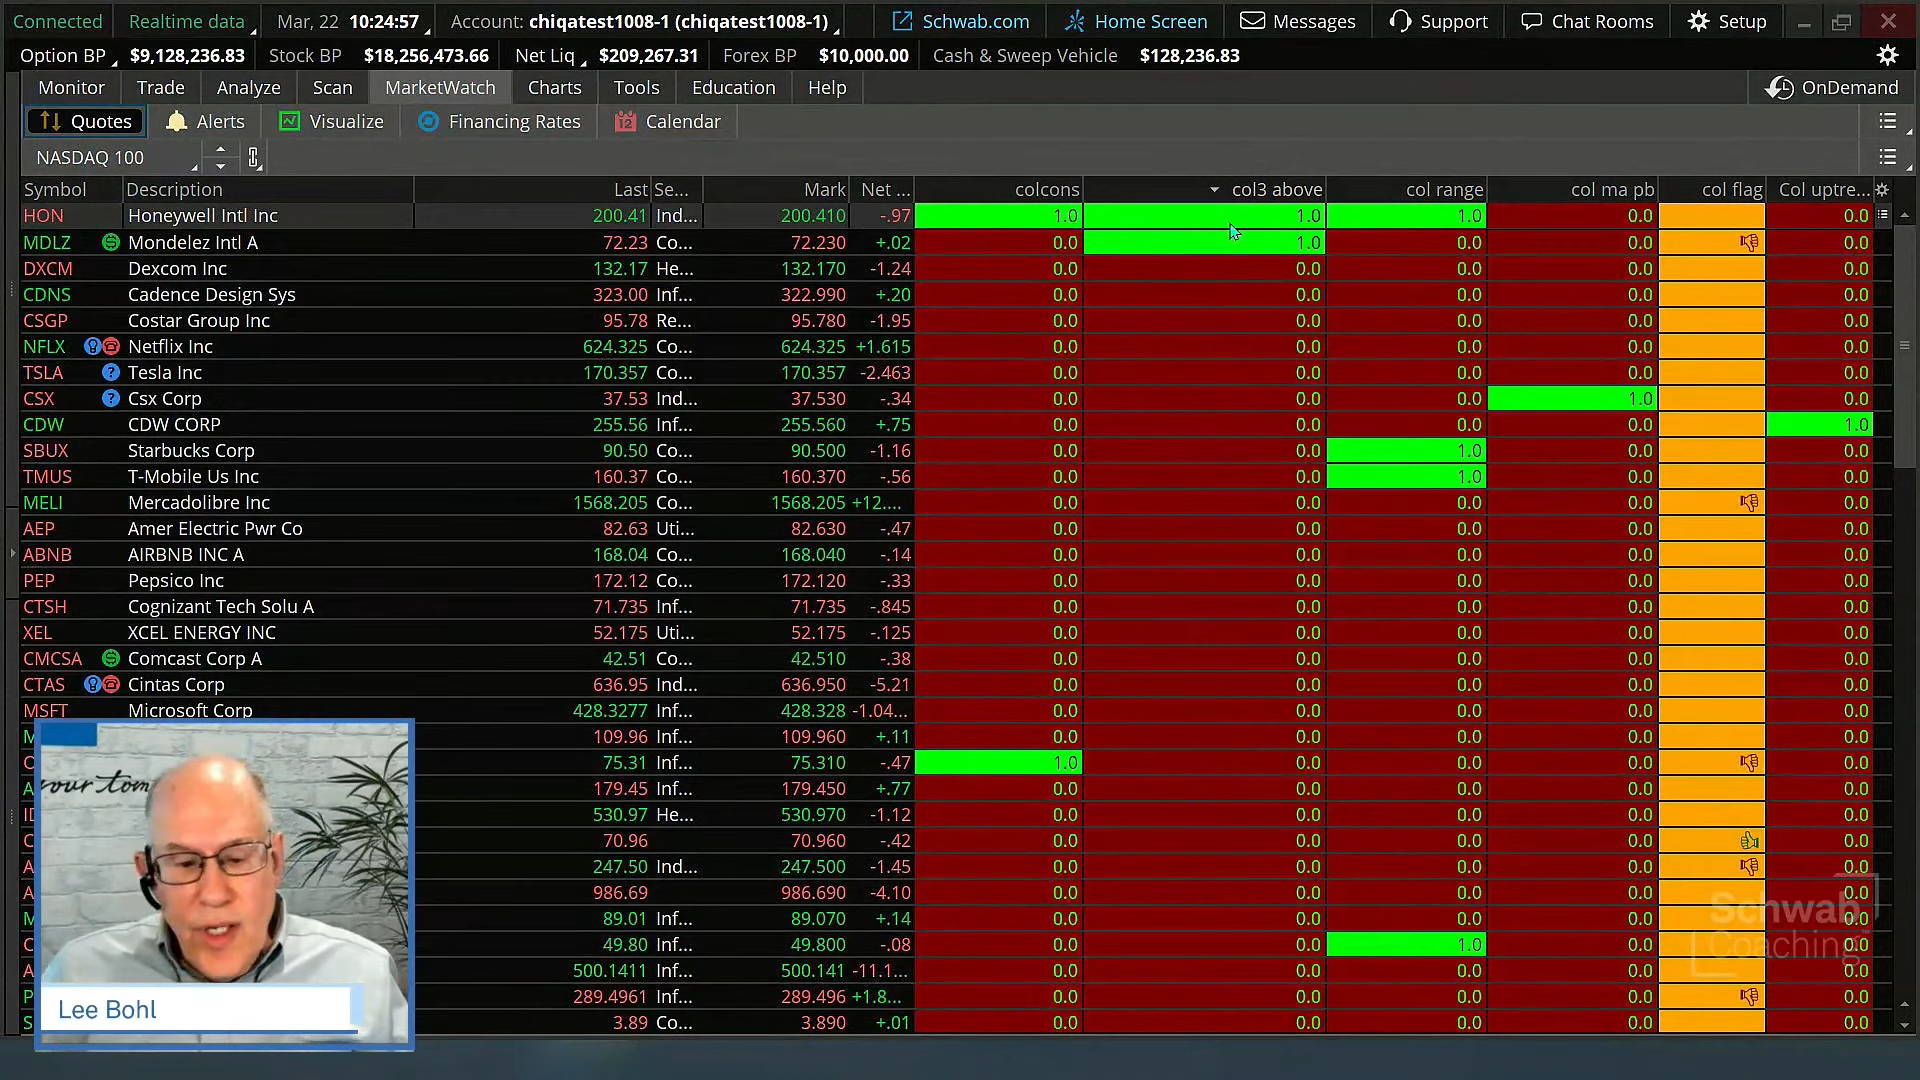 Connected Realtime data Mar, 22 10:24:57 Account: chiqatest1008-1 (chiqatest1008-1) Schwab.com Home Screen Messages Support Chat Rooms Setup
Option BP $9,128,236.83 Stock BP $18,256,473.66 Net Liq $209,267.31 Forex BP $10,000.00 Cash & Sweep Vehicle $128,236.83
Monitor Trade Analyze Scan MarketWatch Charts Tools Education Help OnDemand
Quotes Alerts Visualize Financing Rates 12 Calendar
NASDAQ 100
Symbol Description Last Se... Mark Net ... colcons col3 above col range col ma pb col flag Col uptre...
HON Honeywell Intl Inc 200.41 Ind... 200.410 -.97 1.0 1.0 1.0 0.0 0.0
MDLZ Mondelez Intl A 72.23 Co... 72.230 +.02 0.0 1.0 0.0 0.0 0.0
DXCM Dexcom Inc 132.17 He... 132.170 -1.24 0.0 0.0 0.0 0.0 0.0
CDNS Cadence Design Sys 323.00 Inf... 322.990 +.20 0.0 0.0 0.0 0.0 0.0
CSGP Costar Group Inc 95.78 Re... 95.780 -1.95 0.0 0.0 0.0 0.0 0.0
NFLX Netflix Inc 624.325 Co... 624.325 +1.615 0.0 0.0 0.0 0.0 0.0
TSLA ? Tesla Inc 170.357 Co... 170.357 -2.463 0.0 0.0 0.0 0.0 0.0
CSX ? Csx Corp 37.53 Ind... 37.530 -.34 0.0 0.0 0.0 1.0 0.0
CDW CDW CORP 255.56 Inf... 255.560 +.75 0.0 0.0 0.0 0.0 1.0
SBUX Starbucks Corp 90.50 Co... 90.500 -1.16 0.0 0.0 1.0 0.0 0.0
TMUS T-Mobile Us Inc 160.37 Co... 160.370 -.56 0.0 0.0 1.0 0.0 0.0
MELI Mercadolibre Inc 1568.205 Co... 1568.205 +12.... 0.0 0.0 0.0 0.0 0.0
AEP Amer Electric Pwr Co 82.63 Uti... 82.630 -.47 0.0 0.0 0.0 0.0 0.0
ABNB AIRBNB INC A 168.04 Co... 168.040 -.14 0.0 0.0 0.0 0.0 0.0
PEP Pepsico Inc 172.12 Co... 172.120 -.33 0.0 0.0 0.0 0.0 0.0
CTSH Cognizant Tech Solu A 71.735 Inf... 71.735 -.845 0.0 0.0 0.0 0.0 0.0
XEL XCEL ENERGY INC 52.175 Uti... 52.175 -.125 0.0 0.0 0.0 0.0 0.0
CMCSA Comcast Corp A 42.51 Co... 42.510 -.38 0.0 0.0 0.0 0.0 0.0
CTAS Cintas Corp 636.95 Ind... 636.950 -5.21 0.0 0.0 0.0 0.0 0.0
MSFT Microsoft Corp 428.3277 Inf... 428.328 -1.04... 0.0 0.0 0.0 0.0 0.0
109.96 Inf... 109.960 +.11 0.0 0.0 0.0 0.0 0.0
75.31 Inf... 75.310 -.47 1.0 0.0 0.0 0.0 0.0
179.45 Inf... 179.450 +.77 0.0 0.0 0.0 0.0 0.0
530.97 He... 530.970 -1.12 0.0 0.0 0.0 0.0 0.0
70.96 70.960 -.42 0.0 0.0 0.0 0.0 0.0
247.50 Ind... 247.500 -1.45 0.0 0.0 0.0 0.0 0.0
986.69 986.690 -4.10 0.0 0.0 0.0 0.0 0.0
89.01 Inf... 89.070 +.14 0.0 0.0 0.0 0.0 0.0
49.80 Inf... 49.800 -.08 0.0 0.0 1.0 0.0 0.0
500.1411 Inf... 500.141 -11.1... 0.0 0.0 0.0 0.0 0.0
289.4961 Inf... 289.496 +1.8... 0.0 0.0 0.0 0.0 0.0
3.89 Co... 3.890 +.01 0.0 0.0 0.0 0.0 0.0
your tom
Lee Bohl
Schwab
Coaching